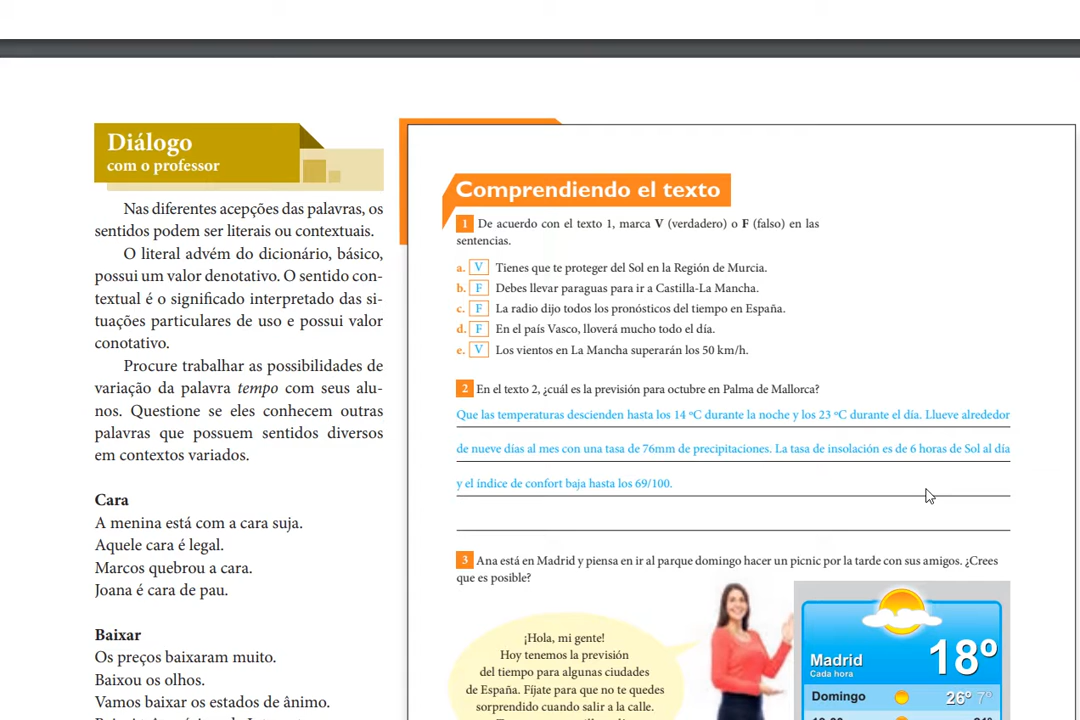 Diálogo
com o professor
Nas diferentes acepções das palavras, os
sentidos podem ser literais ou contextuais.
O literal advém do dicionário, básico,
possui um valor denotativo. O sentido con-
textual é o significado interpretado das si-
tuações particulares de uso e possui valor
conotativo.
Procure trabalhar as possibilidades de
variação da palavra tempo com seus alu-
nos. Questione se eles conhecem outras
palavras que possuem sentidos diversos
em contextos variados.
Cara
A menina está com a cara suja.
Aquele cara é legal.
Marcos quebrou a cara.
Joana é cara de pau.
Baixar
Os preços baixaram muito.
Baixou os olhos.
Vamos baixar os estados de ânimo.
Comprendiendo el texto
1 De acuerdo con el texto 1, marca V (verdadero) o F (falso) en las
sentencias.
a. V Tienes que te proteger del Sol en la Región de Murcia.
b. F Debes llevar paraguas para ir a Castilla-La Mancha.
c. F La radio dijo todos los pronósticos del tiempo en España.
d. F En el país Vasco, lloverá mucho todo el día.
e. V Los vientos en La Mancha superarán los 50 km/h.
2 En el texto 2, ¿cuál es la previsión para octubre en Palma de Mallorca?
Que las temperaturas descienden hasta los 14 ºC durante la noche y los 23 ºC durante el día. Llueve alrededor
de nueve días al mes con una tasa de 76mm de precipitaciones. La tasa de insolación es de 6 horas de Sol al día
y el índice de confort baja hasta los 69/100.
3 Ana está en Madrid y piensa en ir al parque domingo hacer un picnic por la tarde con sus amigos. ¿Crees
que es posible?
¡Hola, mi gente!
Hoy tenemos la previsión
del tiempo para algunas ciudades
de España. Fíjate para que no te quedes
sorprendido cuando salir a la calle.
Madrid
Cada hora
18º
Domingo 26º 7º